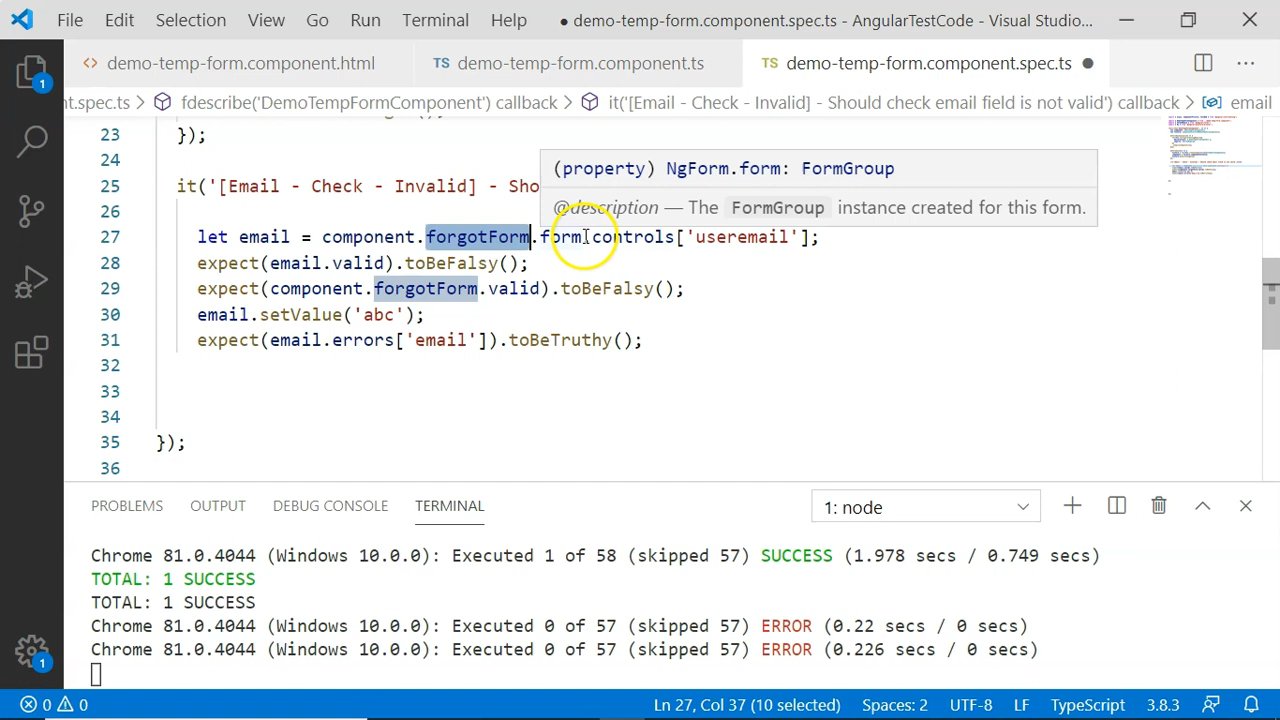 File Edit Selection View Go Run Terminal Help ● demo-temp-form.component.spec.ts - AngularTestCode - Visual Studio...
<> demo-temp-form.component.html TS demo-temp-form.component.ts TS demo-temp-form.component.spec.ts ●
nt.spec.ts > fdescribe('DemoTempFormComponent') callback > it('[Email - Check - Invalid] - Should check email field is not valid') callback > email
23 });
24
(property) NgForm.form: FormGroup
25 it('[Email - Check - Invalid] - Sho
@description — The FormGroup instance created for this form.
26
27 let email = component.forgotForm.form.controls['useremail'];
28 expect(email.valid).toBeFalsy();
29 expect(component.forgotForm.valid).toBeFalsy();
30 email.setValue('abc');
31 expect(email.errors['email']).toBeTruthy();
32
33
34
35 });
36
PROBLEMS OUTPUT DEBUG CONSOLE TERMINAL 1: node
Chrome 81.0.4044 (Windows 10.0.0): Executed 1 of 58 (skipped 57) SUCCESS (1.978 secs / 0.749 secs)
TOTAL: 1 SUCCESS
TOTAL: 1 SUCCESS
Chrome 81.0.4044 (Windows 10.0.0): Executed 0 of 57 (skipped 57) ERROR (0.22 secs / 0 secs)
Chrome 81.0.4044 (Windows 10.0.0): Executed 0 of 57 (skipped 57) ERROR (0.226 secs / 0 secs)
1
1
0 0 Ln 27, Col 37 (10 selected) Spaces: 2 UTF-8 LF TypeScript 3.8.3